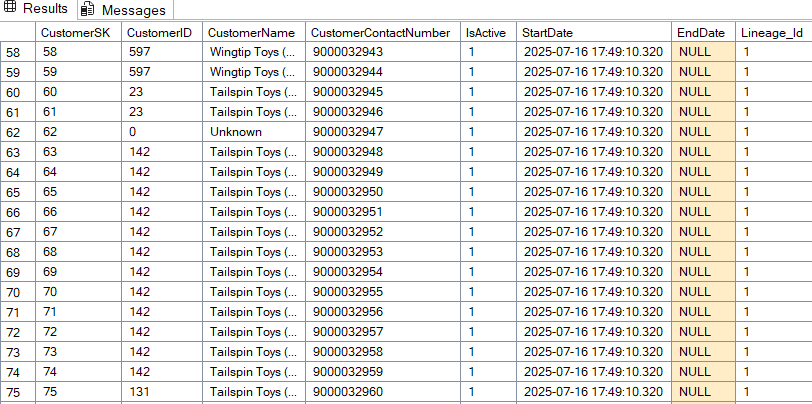 Results Messages
CustomerSK CustomerID CustomerName CustomerContactNumber IsActive StartDate EndDate Lineage_Id
58 58 597 Wingtip Toys (... 9000032943 1 2025-07-16 17:49:10.320 NULL 1
59 59 597 Wingtip Toys (... 9000032944 1 2025-07-16 17:49:10.320 NULL 1
60 60 23 Tailspin Toys (... 9000032945 1 2025-07-16 17:49:10.320 NULL 1
61 61 23 Tailspin Toys (... 9000032946 1 2025-07-16 17:49:10.320 NULL 1
62 62 0 Unknown 9000032947 1 2025-07-16 17:49:10.320 NULL 1
63 63 142 Tailspin Toys (... 9000032948 1 2025-07-16 17:49:10.320 NULL 1
64 64 142 Tailspin Toys (... 9000032949 1 2025-07-16 17:49:10.320 NULL 1
65 65 142 Tailspin Toys (... 9000032950 1 2025-07-16 17:49:10.320 NULL 1
66 66 142 Tailspin Toys (... 9000032951 1 2025-07-16 17:49:10.320 NULL 1
67 67 142 Tailspin Toys (... 9000032952 1 2025-07-16 17:49:10.320 NULL 1
68 68 142 Tailspin Toys (... 9000032953 1 2025-07-16 17:49:10.320 NULL 1
69 69 142 Tailspin Toys (... 9000032954 1 2025-07-16 17:49:10.320 NULL 1
70 70 142 Tailspin Toys (... 9000032955 1 2025-07-16 17:49:10.320 NULL 1
71 71 142 Tailspin Toys (... 9000032956 1 2025-07-16 17:49:10.320 NULL 1
72 72 142 Tailspin Toys (... 9000032957 1 2025-07-16 17:49:10.320 NULL 1
73 73 142 Tailspin Toys (... 9000032958 1 2025-07-16 17:49:10.320 NULL 1
74 74 142 Tailspin Toys (... 9000032959 1 2025-07-16 17:49:10.320 NULL 1
75 75 131 Tailspin Toys (... 9000032960 1 2025-07-16 17:49:10.320 NULL 1